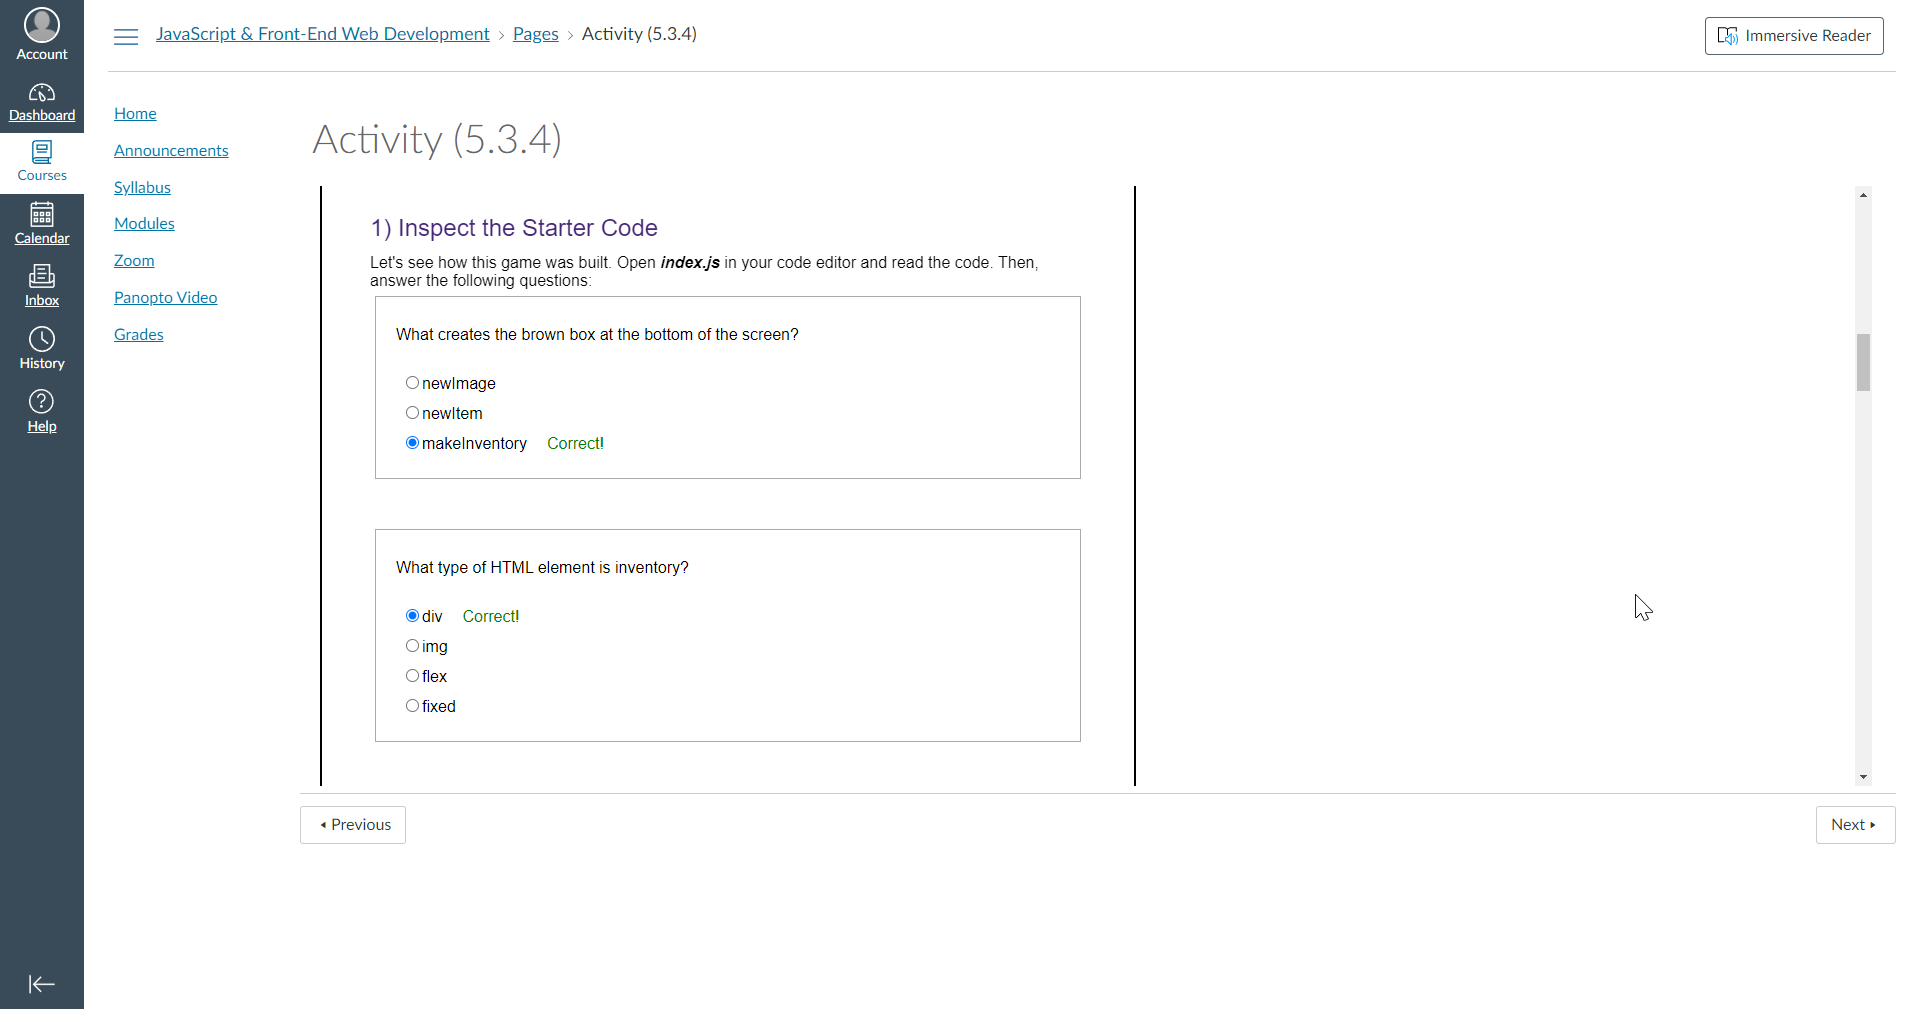 Account
Dashboard
Courses
Calendar
Inbox
History
Help
JavaScript & Front-End Web Development › Pages › Activity (5.3.4)
Immersive Reader
Home
Announcements
Syllabus
Modules
Zoom
Panopto Video
Grades
Activity (5.3.4)
1) Inspect the Starter Code
Let's see how this game was built. Open index.js in your code editor and read the code. Then,
answer the following questions:
What creates the brown box at the bottom of the screen?
newImage
newItem
makeInventory Correct!
What type of HTML element is inventory?
div Correct!
img
flex
fixed
Previous
Next